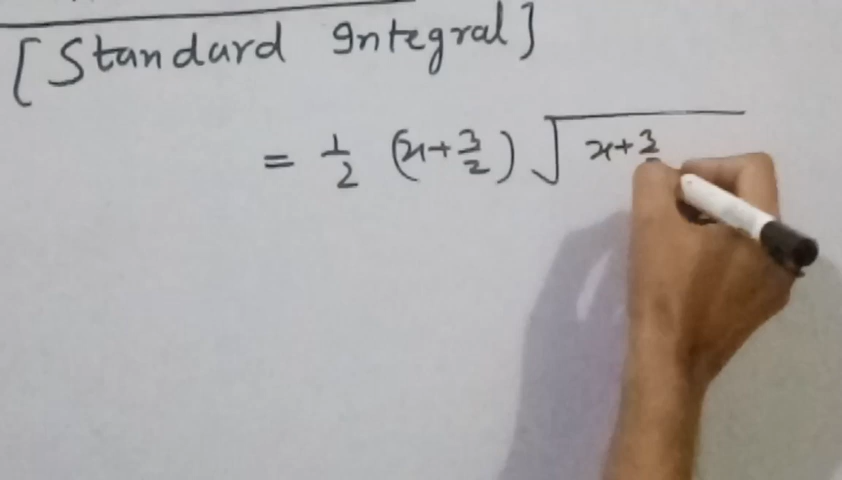 [Standard Integral]
= 1/2 (x+3/2) √x+3